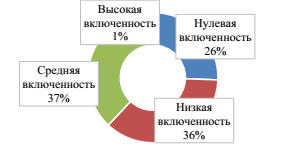 Высокая
включенность
1%
Нулевая
включенность
26%
Средняя
включенность
37%
Низкая
включенность
36%